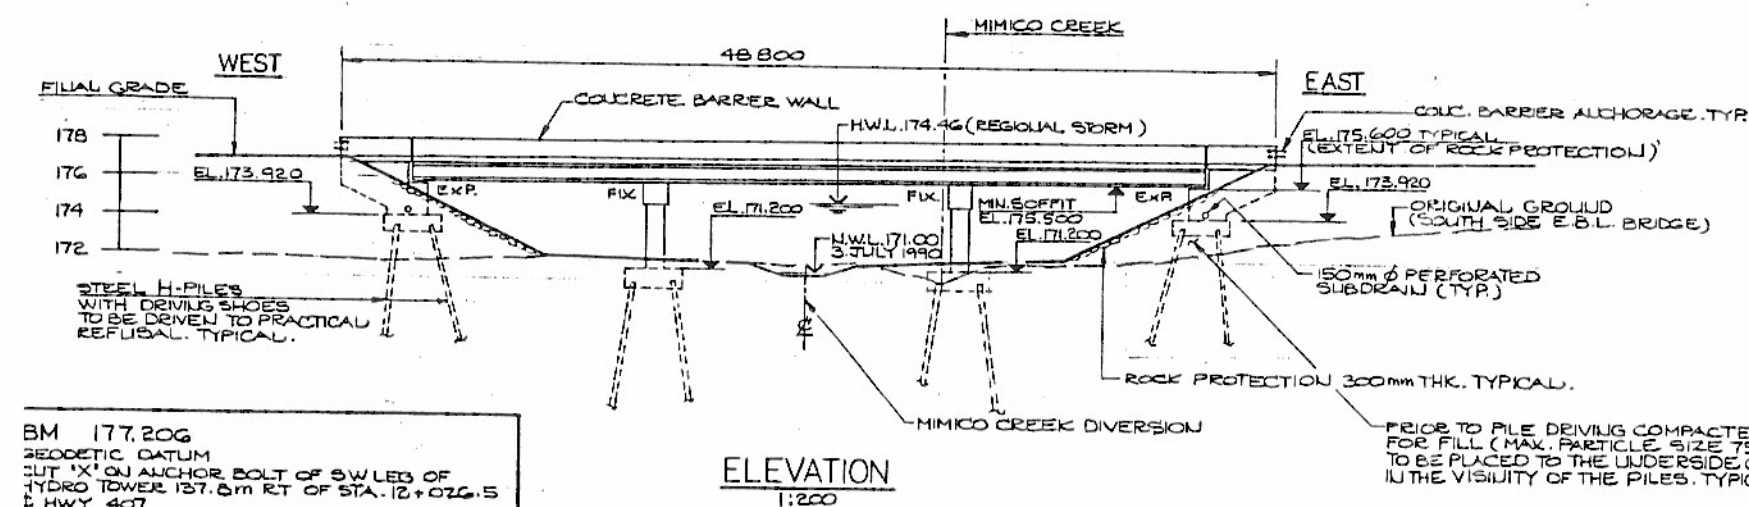 MIMICO CREEK
48 800
WEST
EAST
FINAL GRADE
CONCRETE BARRIER WALL
CONC. BARRIER ANCHORAGE. TYP.
H.W.L. 174.46 (REGIONAL STORM)
EL. 175.600 TYPICAL
(EXTENT OF ROCK PROTECTION)
178
176
174
172
EL. 173.920
EXP.
FIX.
FIX.
EXP.
EL. 173.920
EL. 171.200
MIN. SOFFIT
EL. 175.500
EL. 171.200
ORIGINAL GROUND
(SOUTH SIDE E.B.L. BRIDGE)
N.W.L. 171.00
3 JULY 1990
150mm φ PERFORATED
SUBDRAIN (TYP.)
STEEL H-PILES
WITH DRIVING SHOES
TO BE DRIVEN TO PRACTICAL
REFUSAL. TYPICAL.
℄
ROCK PROTECTION 300mm THK. TYPICAL.
MIMICO CREEK DIVERSION
PRIOR TO PILE DRIVING COMPACTE
FOR FILL (MAX. PARTICLE SIZE 75
TO BE PLACED TO THE UNDERSIDE
IN THE VISINITY OF THE PILES. TYPIC
BM 177.206
GEODETIC DATUM
CUT 'X' ON ANCHOR BOLT OF SW LEG OF
HYDRO TOWER 137.8m RT OF STA. 12+026.5
℄ HWY 407
ELEVATION
1:200